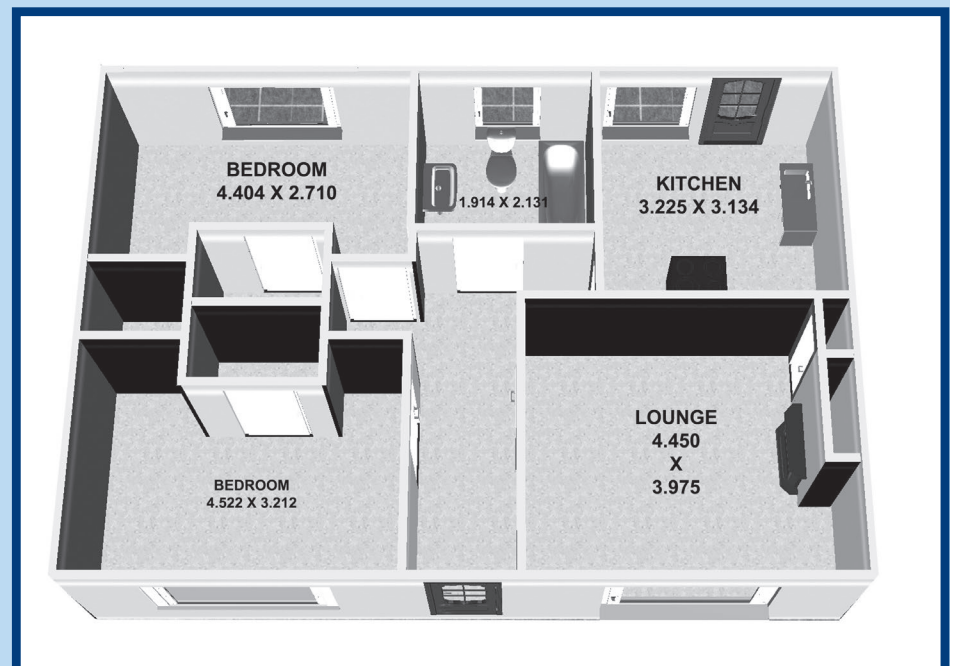 BEDROOM
4.404 X 2.710
1.914 X 2.131
KITCHEN
3.225 X 3.134
LOUNGE
4.450
X
3.975
BEDROOM
4.522 X 3.212